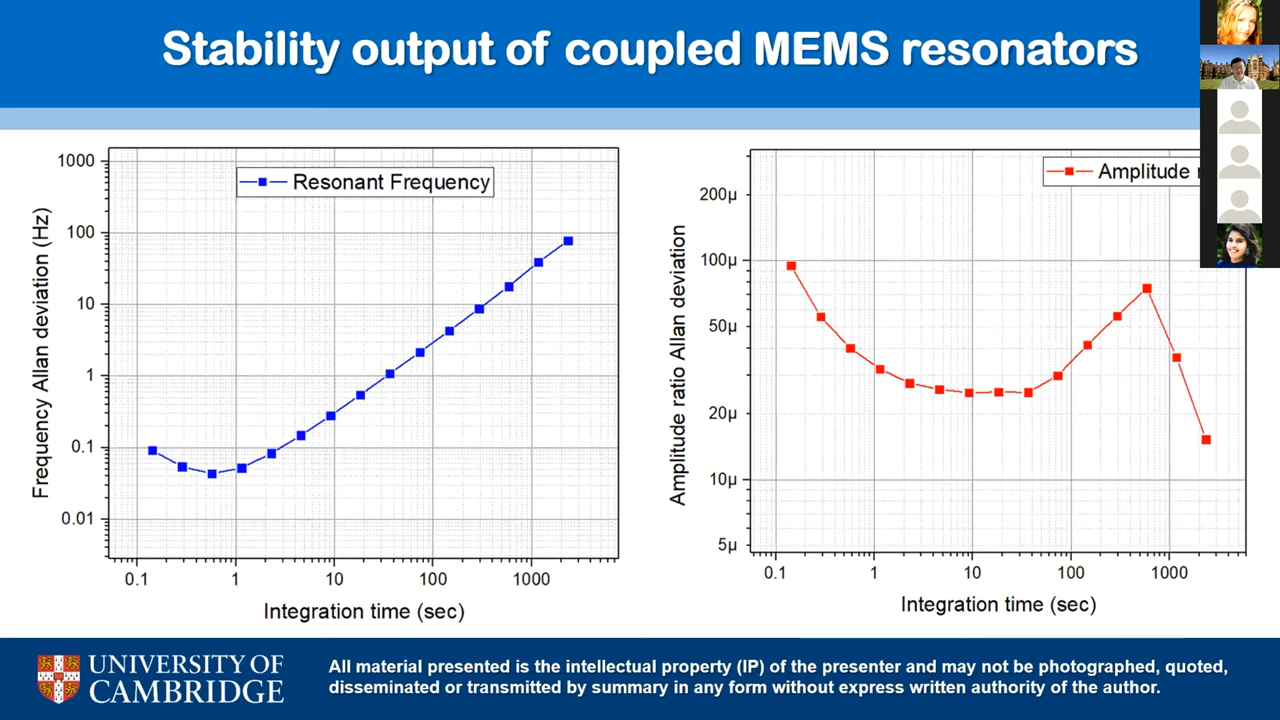 Stability output of coupled MEMS resonators
Frequency Allan deviation (Hz)
1000
100
10
1
0.1
0.01
Resonant Frequency
0.1 1 10 100 1000
Integration time (sec)
Amplitude ratio Allan deviation
200µ
100µ
50µ
20µ
10µ
5µ
Amplitude
0.1 1 10 100 1000
Integration time (sec)
UNIVERSITY OF
CAMBRIDGE
All material presented is the intellectual property (IP) of the presenter and may not be photographed, quoted,
disseminated or transmitted by summary in any form without express written authority of the author.